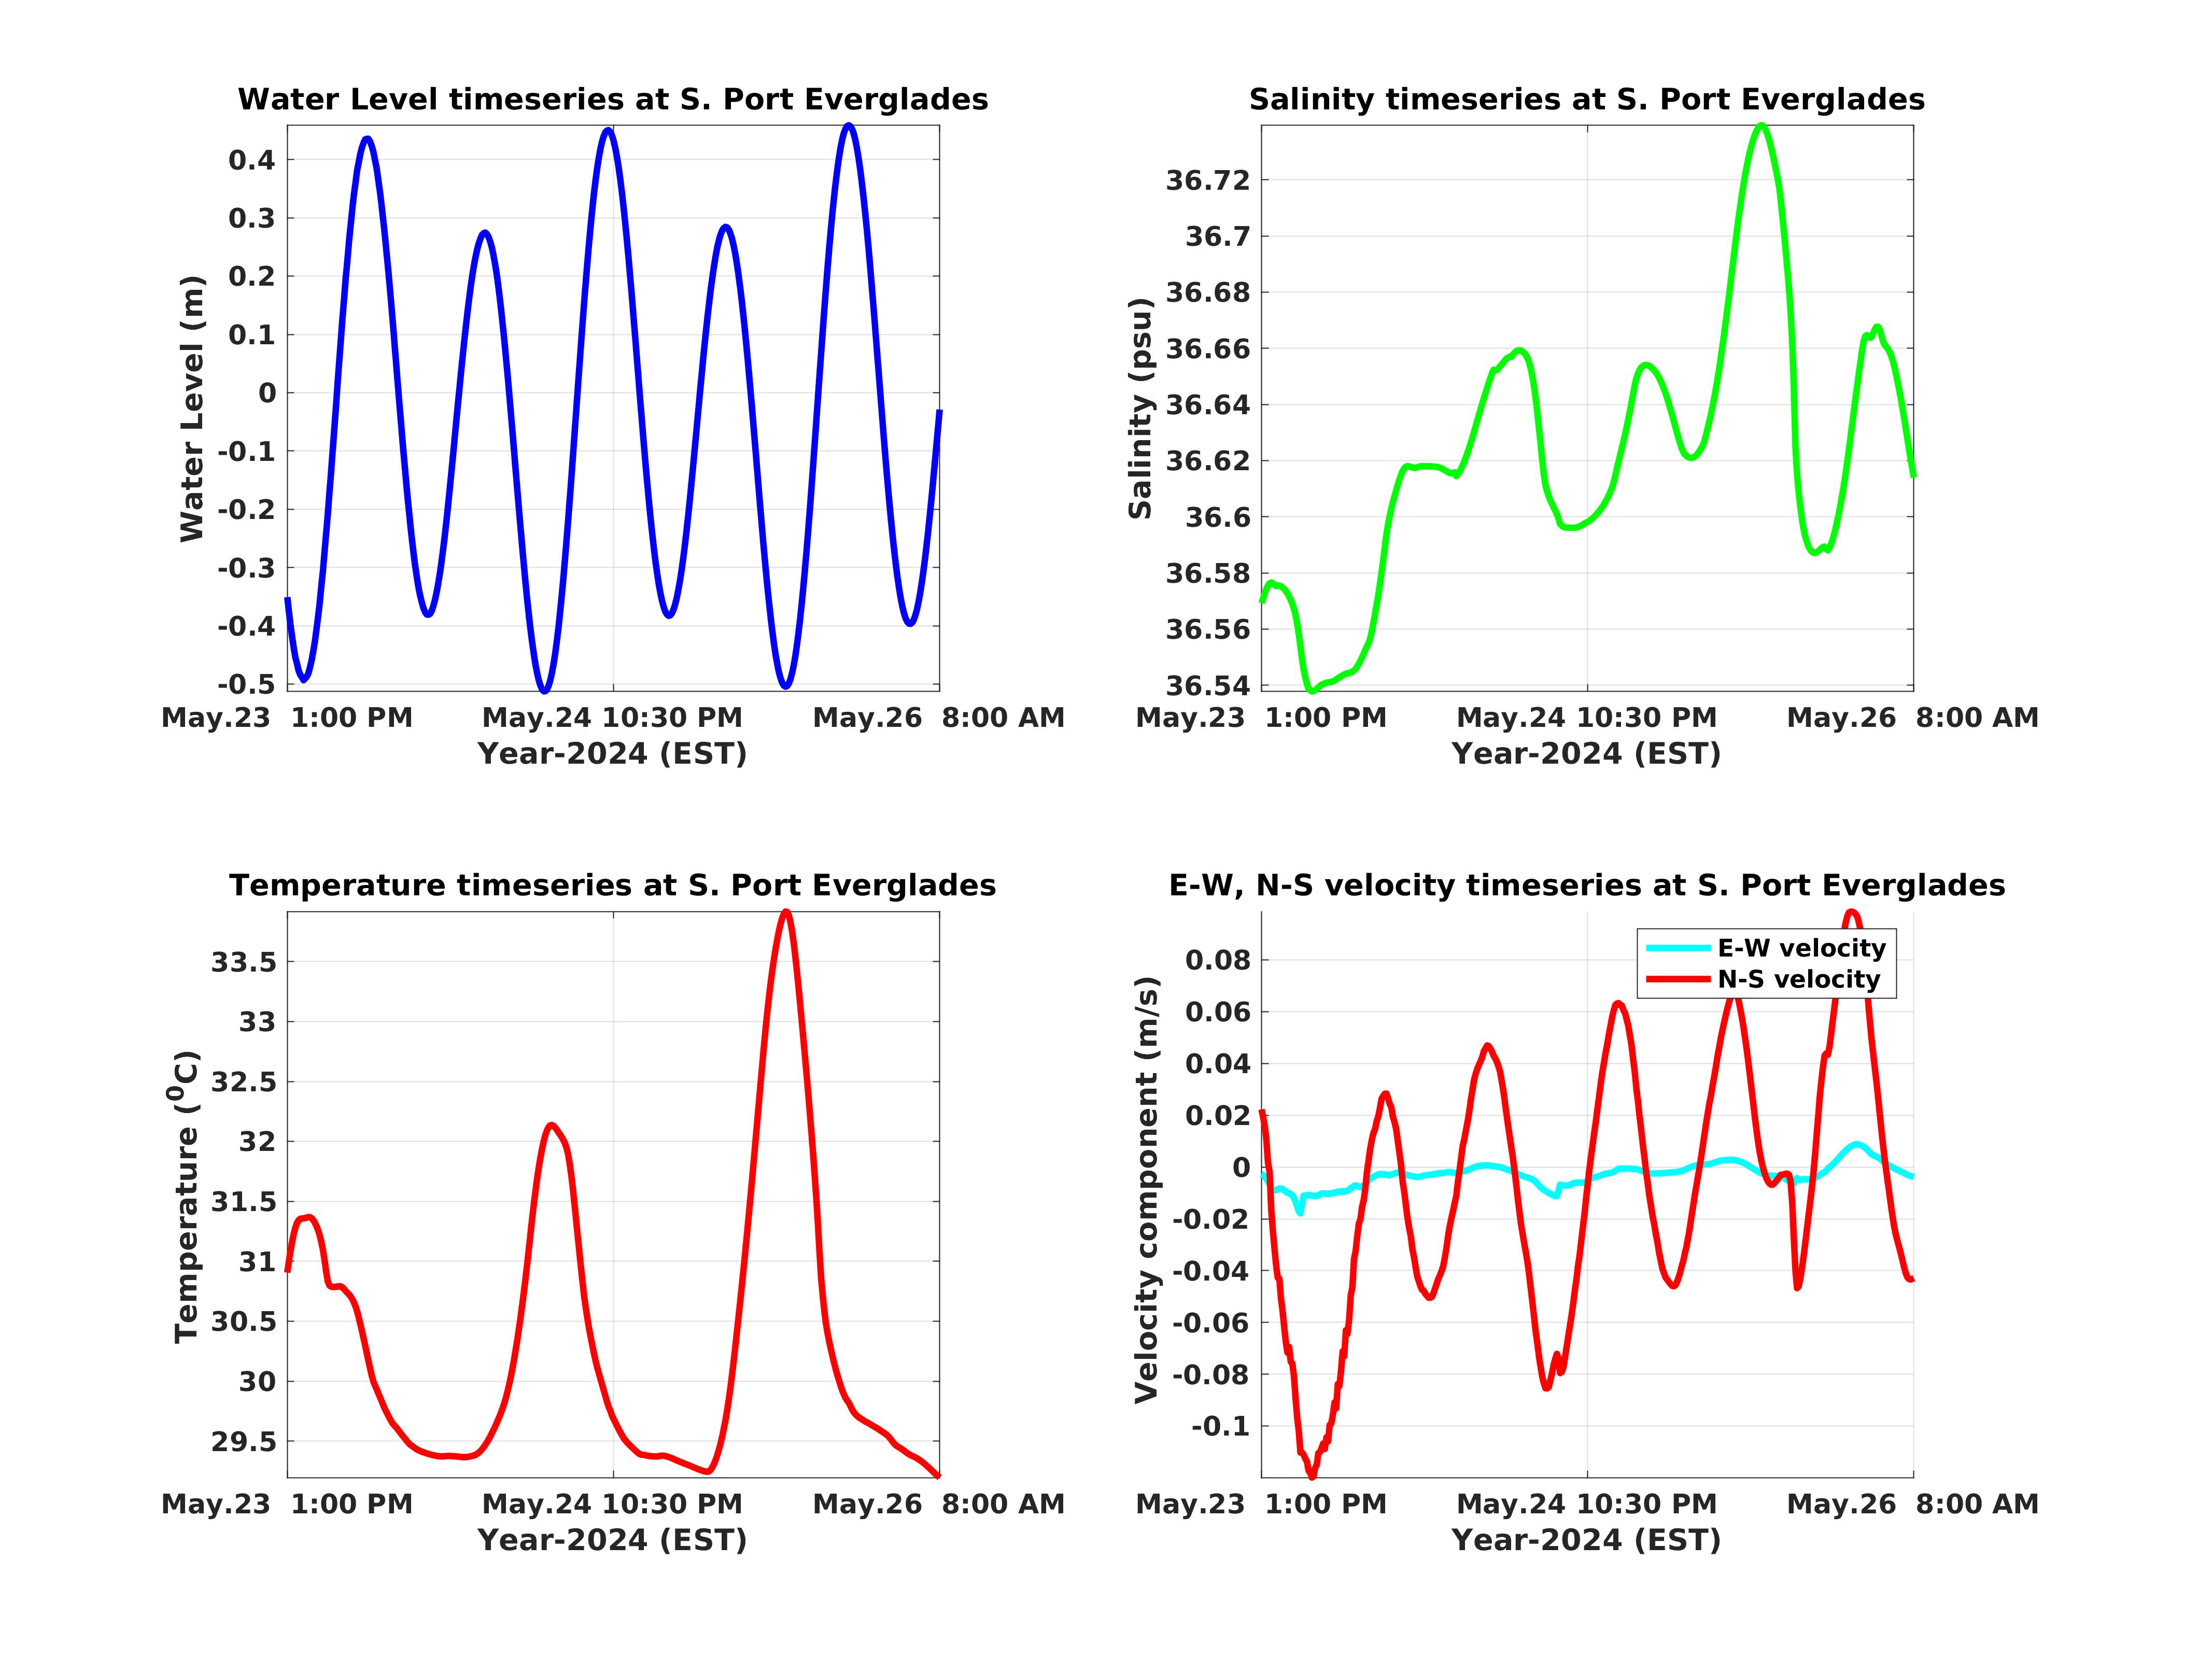 Water Level timeseries at S. Port Everglades
Water Level (m)
0.4
0.3
0.2
0.1
0
-0.1
-0.2
-0.3
-0.4
-0.5
May.23 1:00 PM May.24 10:30 PM May.26 8:00 AM
Year-2024 (EST)
Salinity timeseries at S. Port Everglades
Salinity (psu)
36.72
36.7
36.68
36.66
36.64
36.62
36.6
36.58
36.56
36.54
May.23 1:00 PM May.24 10:30 PM May.26 8:00 AM
Year-2024 (EST)
Temperature timeseries at S. Port Everglades
Temperature (⁰C)
33.5
33
32.5
32
31.5
31
30.5
30
29.5
May.23 1:00 PM May.24 10:30 PM May.26 8:00 AM
Year-2024 (EST)
E-W, N-S velocity timeseries at S. Port Everglades
Velocity component (m/s)
E-W velocity
N-S velocity
0.08
0.06
0.04
0.02
0
-0.02
-0.04
-0.06
-0.08
-0.1
May.23 1:00 PM May.24 10:30 PM May.26 8:00 AM
Year-2024 (EST)